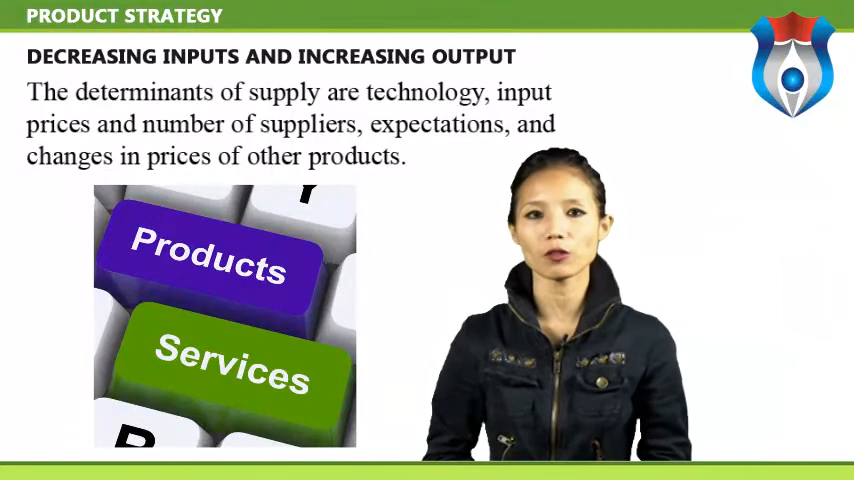 PRODUCT STRATEGY
DECREASING INPUTS AND INCREASING OUTPUT
The determinants of supply are technology, input
prices and number of suppliers, expectations, and
changes in prices of other products.
Y
Products
Services
R